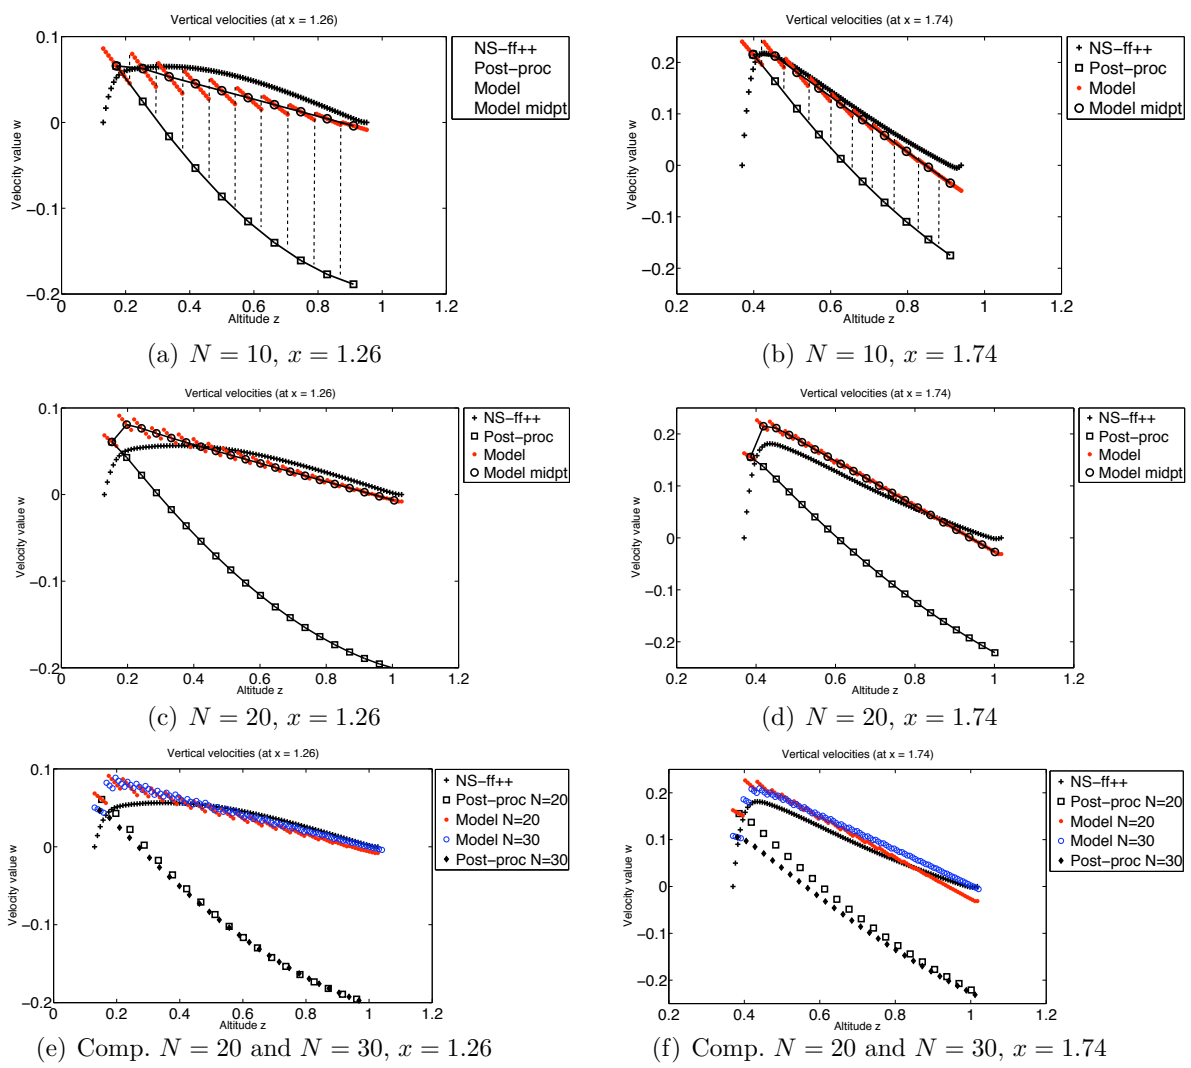 Vertical velocities (at x = 1.26)
Velocity value w
0.1
0
−0.1
−0.2
0 0.2 0.4 0.6 0.8 1 1.2
Altitude z
NS−ff++
Post−proc
Model
Model midpt
(a) N = 10, x = 1.26
Vertical velocities (at x = 1.74)
Velocity value w
0.2
0.1
0
−0.1
−0.2
0.2 0.4 0.6 0.8 1 1.2
Altitude z
NS−ff++
Post−proc
Model
Model midpt
(b) N = 10, x = 1.74
Vertical velocities (at x = 1.26)
Velocity value w
0.1
0
−0.1
−0.2
0 0.2 0.4 0.6 0.8 1 1.2
Altitude z
NS−ff++
Post−proc
Model
Model midpt
(c) N = 20, x = 1.26
Vertical velocities (at x = 1.74)
Velocity value w
0.2
0.1
0
−0.1
−0.2
0.2 0.4 0.6 0.8 1 1.2
Altitude z
NS−ff++
Post−proc
Model
Model midpt
(d) N = 20, x = 1.74
Vertical velocities (at x = 1.26)
Velocity value w
0.1
0
−0.1
−0.2
0 0.2 0.4 0.6 0.8 1 1.2
Altitude z
NS−ff++
Post−proc N=20
Model N=20
Model N=30
Post−proc N=30
(e) Comp. N = 20 and N = 30, x = 1.26
Vertical velocities (at x = 1.74)
Velocity value w
0.2
0.1
0
−0.1
−0.2
0.2 0.4 0.6 0.8 1 1.2
Altitude z
NS−ff++
Post−proc N=20
Model N=20
Model N=30
Post−proc N=30
(f) Comp. N = 20 and N = 30, x = 1.74